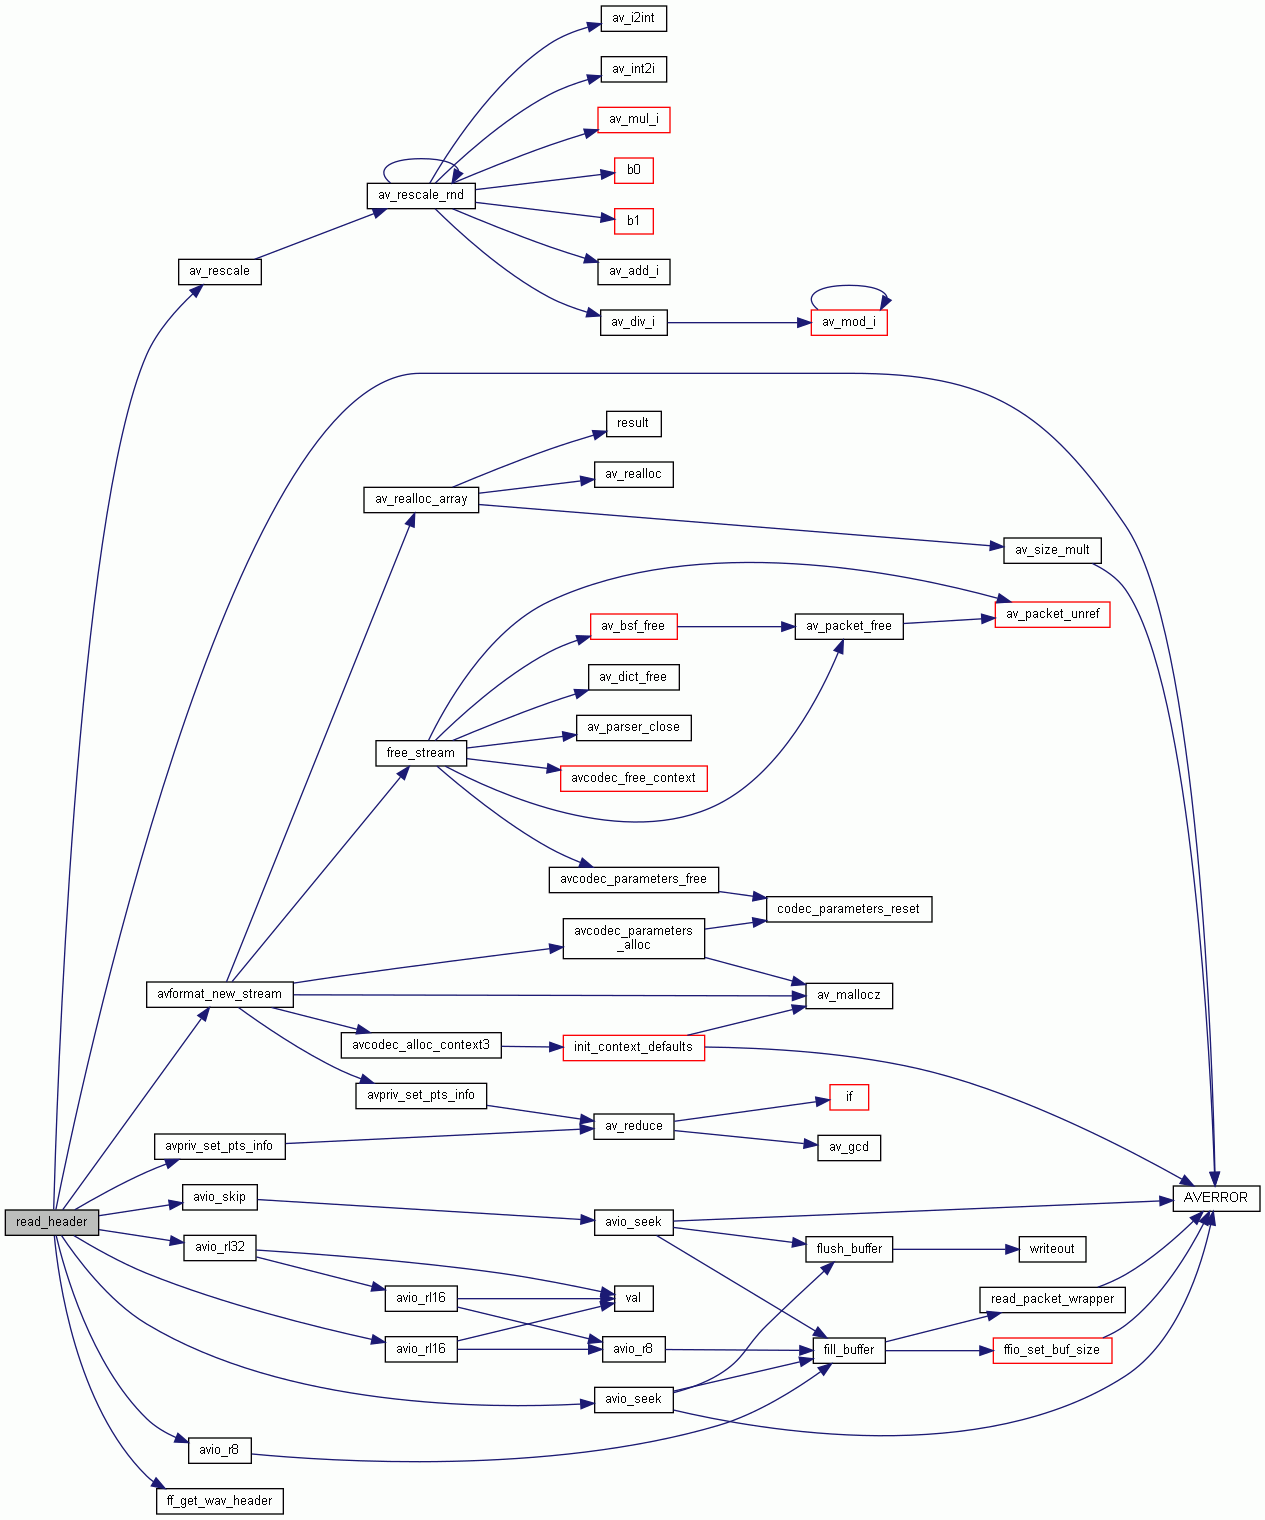 av_i2int
av_int2i
av_mul_i
b0
av_rescale_rnd
b1
av_rescale
av_add_i
av_div_i
av_mod_i
result
av_realloc
av_realloc_array
av_size_mult
av_packet_unref
av_bsf_free
av_packet_free
av_dict_free
av_parser_close
free_stream
avcodec_free_context
avcodec_parameters_free
codec_parameters_reset
avcodec_parameters
_alloc
avformat_new_stream
av_mallocz
avcodec_alloc_context3
init_context_defaults
avpriv_set_pts_info
if
av_reduce
avpriv_set_pts_info
av_gcd
avio_skip
AVERROR
read_header
avio_seek
avio_rl32
flush_buffer
writeout
avio_rl16
val
read_packet_wrapper
avio_rl16
avio_r8
fill_buffer
ffio_set_buf_size
avio_seek
avio_r8
ff_get_wav_header